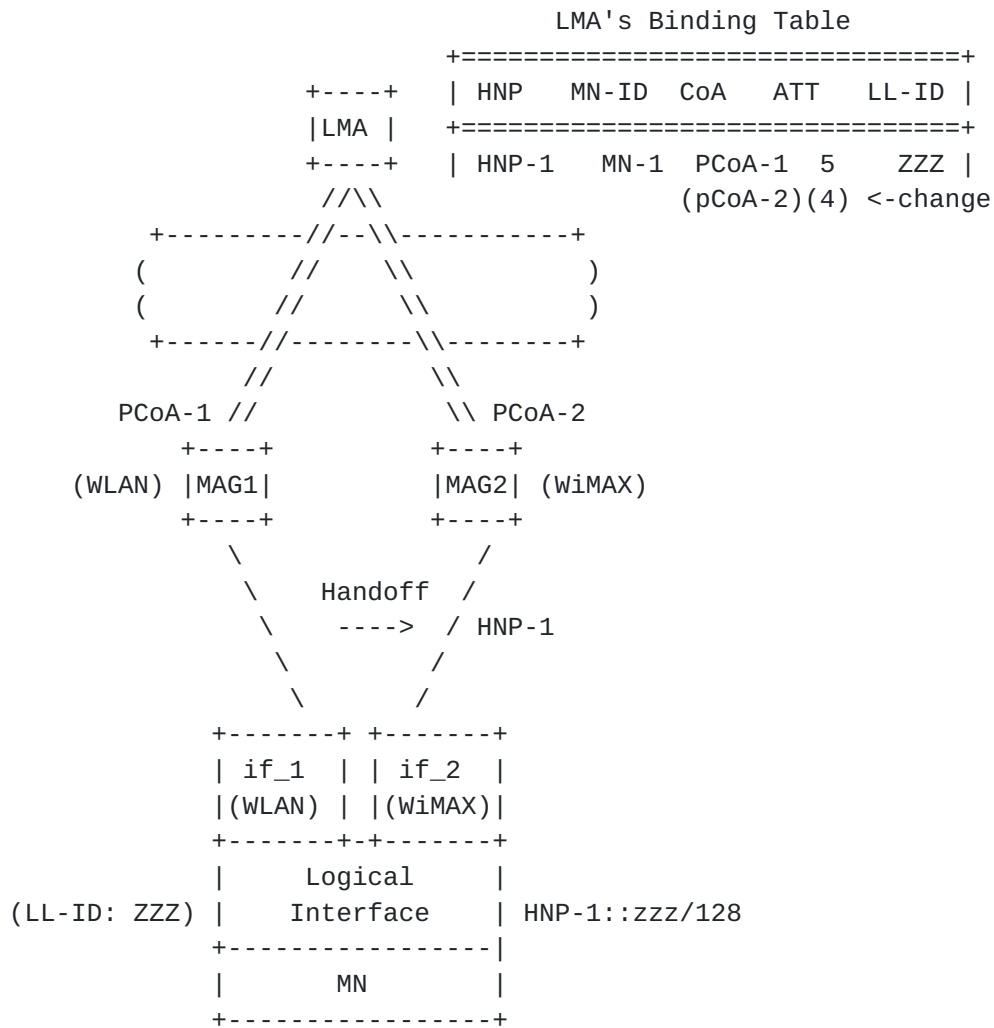 LMA's Binding Table
+================================+
+----+ | HNP MN-ID CoA ATT LL-ID |
|LMA | +================================+
+----+ | HNP-1 MN-1 PCoA-1 5 ZZZ |
//\\ (pCoA-2)(4) <-change
+---------//--\\-----------+
( // \\ )
( // \\ )
+------//--------\\--------+
// \\
PCoA-1 // \\ PCoA-2
+----+ +----+
(WLAN) |MAG1| |MAG2| (WiMAX)
+----+ +----+
\ /
\ Handoff /
\ ----> / HNP-1
\ /
\ /
+-------+ +-------+
| if_1 | | if_2 |
|(WLAN) | |(WiMAX)|
+-------+-+-------+
| Logical |
(LL-ID: ZZZ) | Interface | HNP-1::zzz/128
+-----------------|
| MN |
+-----------------+